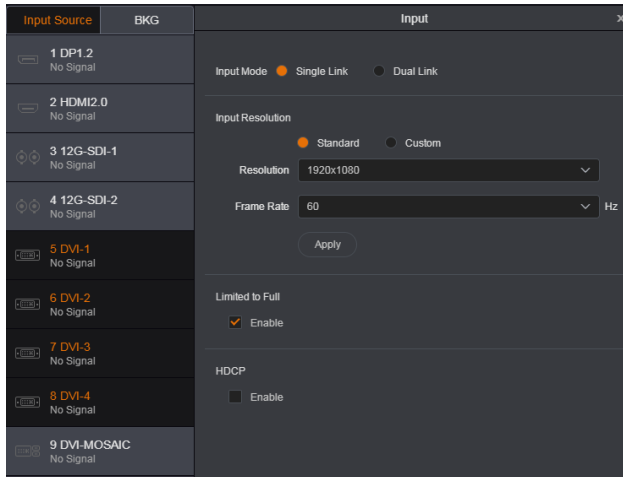 Input Source BKG
1 DP1.2
No Signal
2 HDMI2.0
No Signal
3 12G-SDI-1
No Signal
4 12G-SDI-2
No Signal
5 DVI-1
No Signal
6 DVI-2
No Signal
7 DVI-3
No Signal
8 DVI-4
No Signal
9 DVI-MOSAIC
No Signal
Input x
Input Mode Single Link Dual Link
Input Resolution
Standard Custom
Resolution 1920x1080
Frame Rate 60 Hz
Apply
Limited to Full
Enable
HDCP
Enable